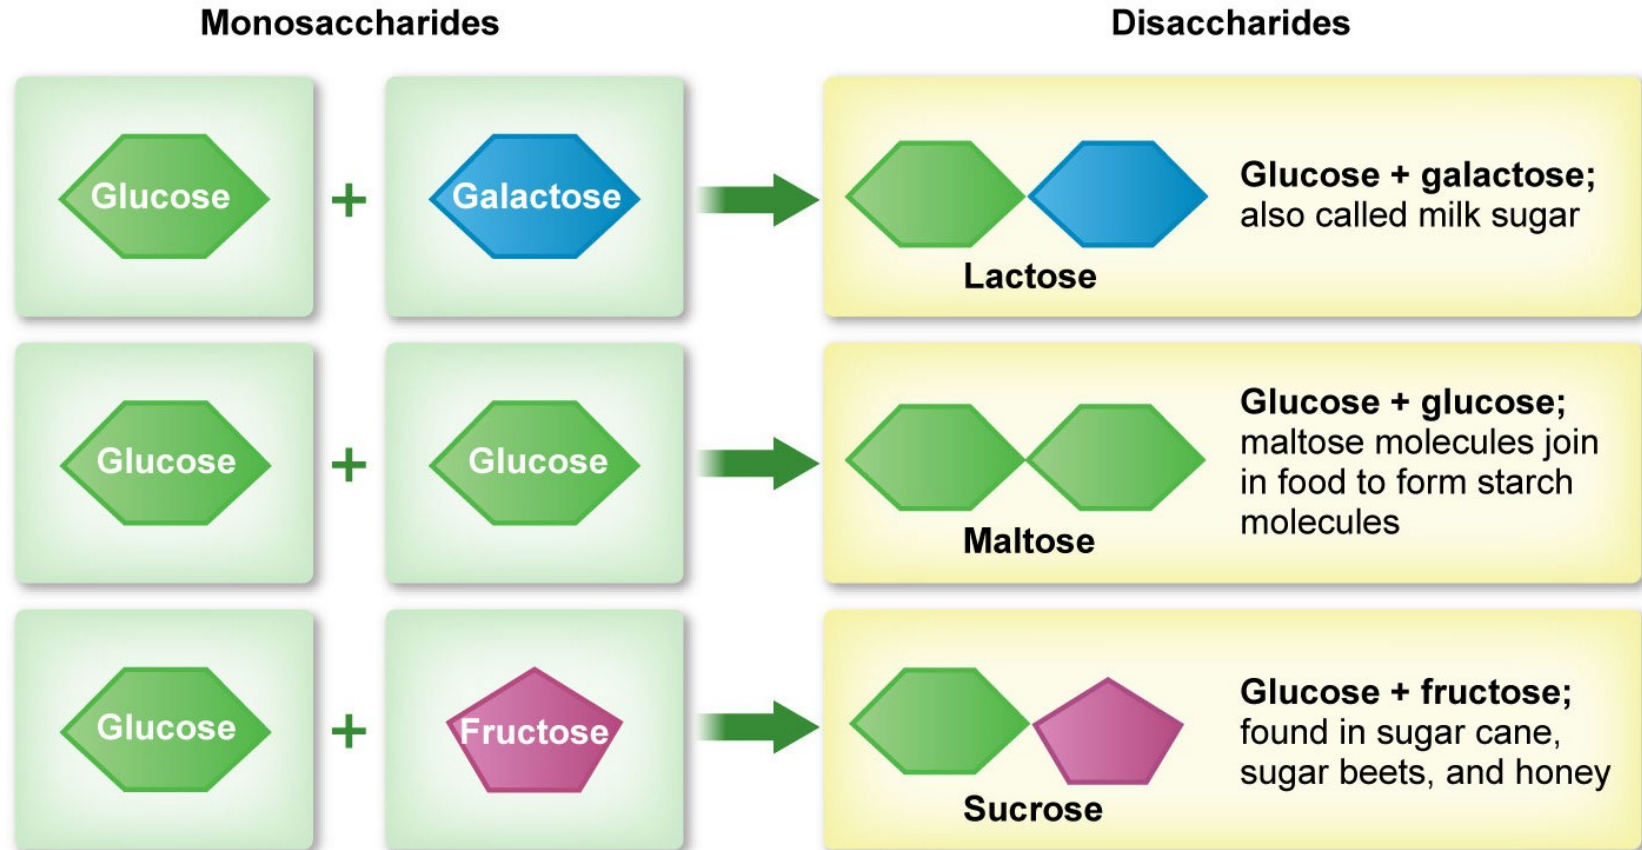 Monosaccharides
Disaccharides
Glucose
+
Galactose
Lactose
Glucose + galactose;
also called milk sugar
Glucose
+
Glucose
Maltose
Glucose + glucose;
maltose molecules join
in food to form starch
molecules
Glucose
+
Fructose
Sucrose
Glucose + fructose;
found in sugar cane,
sugar beets, and honey